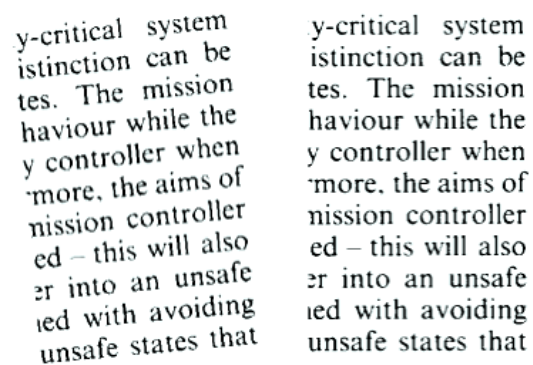 y-critical system
istinction can be
tes. The mission
haviour while the
y controller when
more, the aims of
nission controller
ed – this will also
er into an unsafe
ied with avoiding
unsafe states that
y-critical system
istinction can be
tes. The mission
haviour while the
y controller when
more, the aims of
nission controller
ed – this will also
er into an unsafe
ied with avoiding
unsafe states that